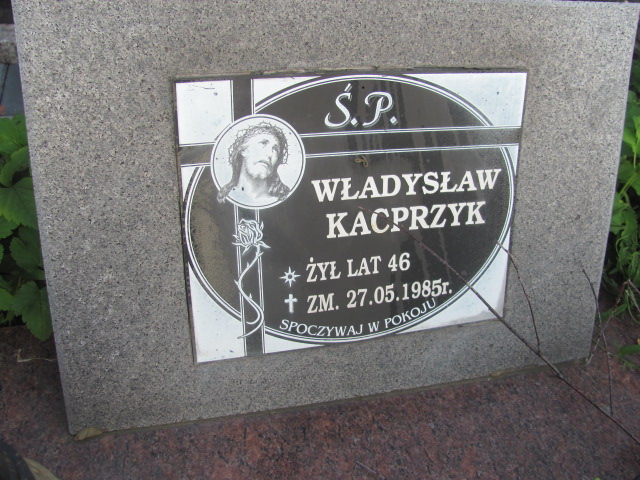 Ś.P.
WŁADYSŁAW
KACPRZYK
ŻYŁ LAT 46
ZM. 27.05.1985r.
SPOCZYWAJ W POKOJU